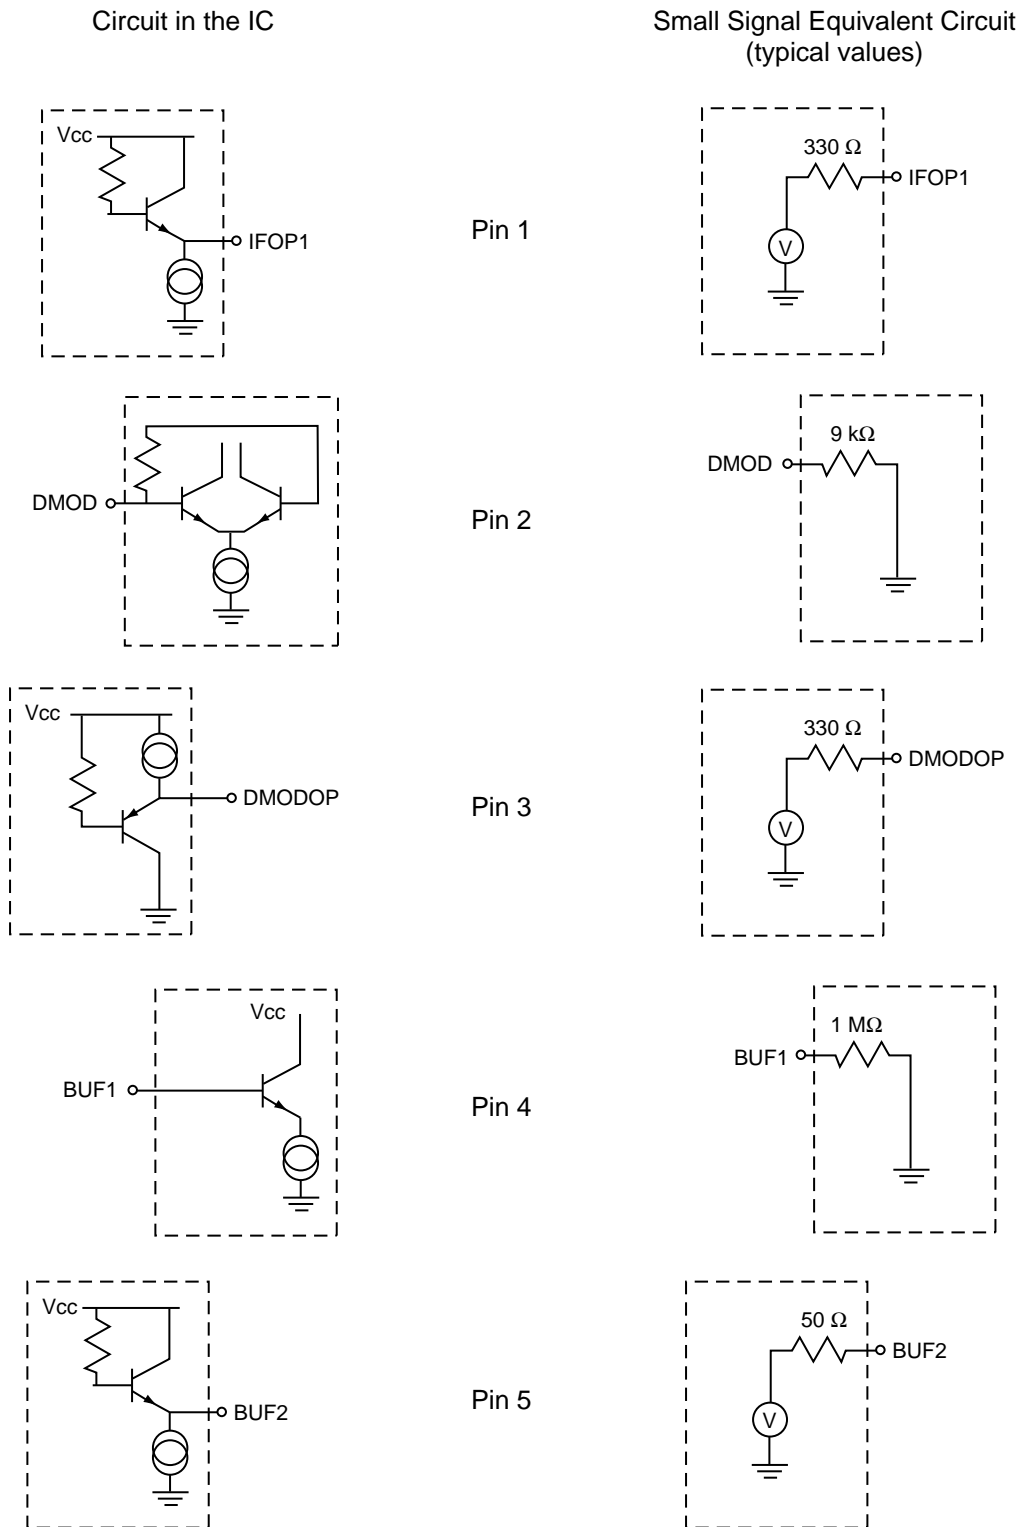 Circuit in the IC
Small Signal Equivalent Circuit
(typical values)
Vcc
IFOP1
Pin 1
330 Ω
V
IFOP1
DMOD
Pin 2
DMOD
9 kΩ
Vcc
DMODOP
Pin 3
330 Ω
V
DMODOP
Vcc
BUF1
Pin 4
BUF1
1 MΩ
Vcc
BUF2
Pin 5
50 Ω
V
BUF2